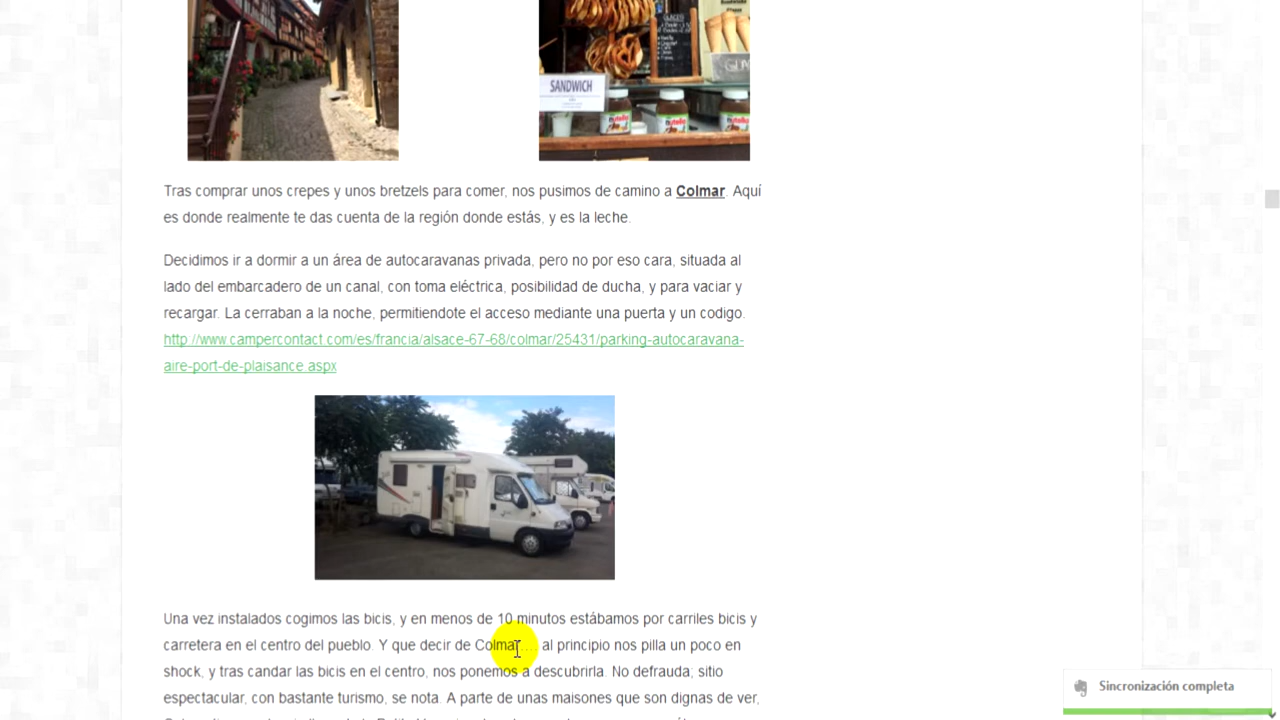 SANDWICH
nutella
nutella
nutella
Tras comprar unos crepes y unos bretzels para comer, nos pusimos de camino a Colmar. Aquí
es donde realmente te das cuenta de la región donde estás, y es la leche.
Decidimos ir a dormir a un área de autocaravanas privada, pero no por eso cara, situada al
lado del embarcadero de un canal, con toma eléctrica, posibilidad de ducha, y para vaciar y
recargar. La cerraban a la noche, permitiendote el acceso mediante una puerta y un codigo.
http://www.campercontact.com/es/francia/alsace-67-68/colmar/25431/parking-autocaravana-
aire-port-de-plaisance.aspx
Una vez instalados cogimos las bicis, y en menos de 10 minutos estábamos por carriles bicis y
carretera en el centro del pueblo. Y que decir de Colmar.... al principio nos pilla un poco en
shock, y tras candar las bicis en el centro, nos ponemos a descubrirla. No defrauda; sitio
espectacular, con bastante turismo, se nota. A parte de unas maisones que son dignas de ver,
Sincronización completa